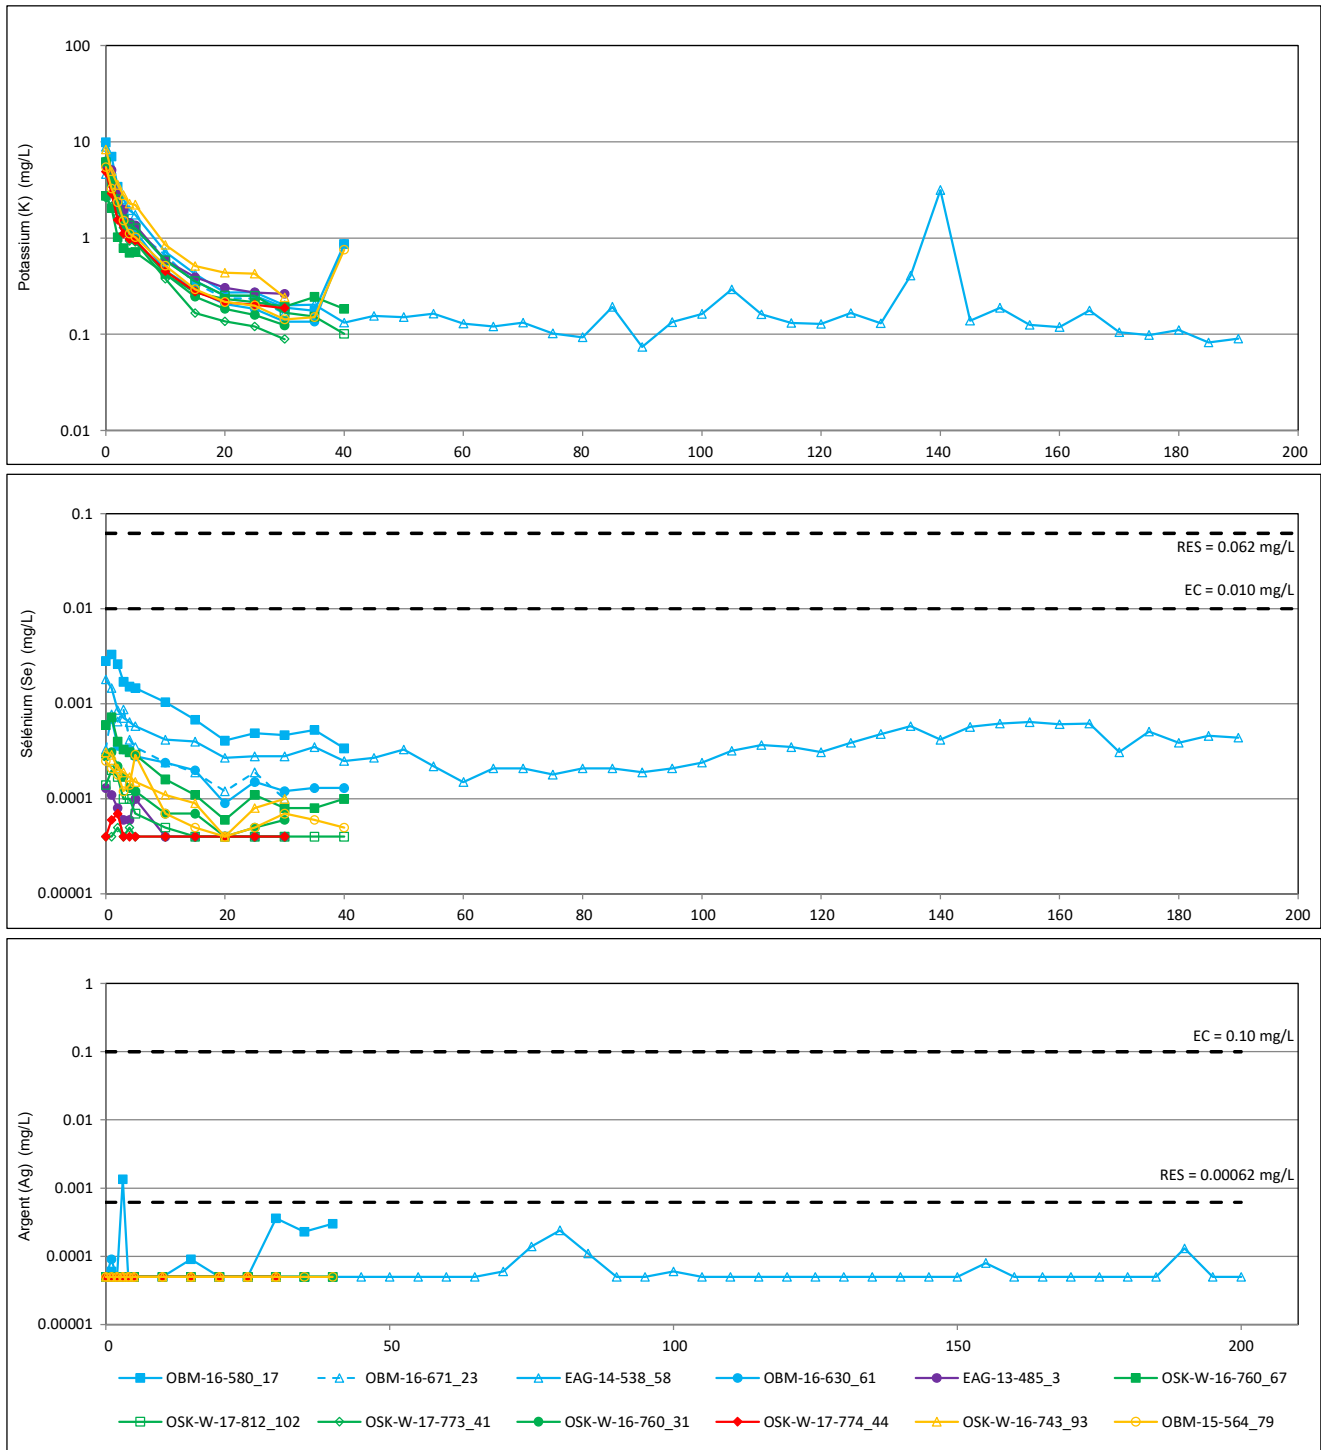 Potassium (K) (mg/L)
100
10
1
0.1
0.01
0 20 40 60 80 100 120 140 160 180 200
Sélénium (Se) (mg/L)
0.1
0.01
0.001
0.0001
0.00001
RES = 0.062 mg/L
EC = 0.010 mg/L
0 20 40 60 80 100 120 140 160 180 200
Argent (Ag) (mg/L)
1
0.1
0.01
0.001
0.0001
0.00001
EC = 0.10 mg/L
RES = 0.00062 mg/L
0 50 100 150 200
OBM-16-580_17 OBM-16-671_23 EAG-14-538_58 OBM-16-630_61 EAG-13-485_3 OSK-W-16-760_67
OSK-W-17-812_102 OSK-W-17-773_41 OSK-W-16-760_31 OSK-W-17-774_44 OSK-W-16-743_93 OBM-15-564_79